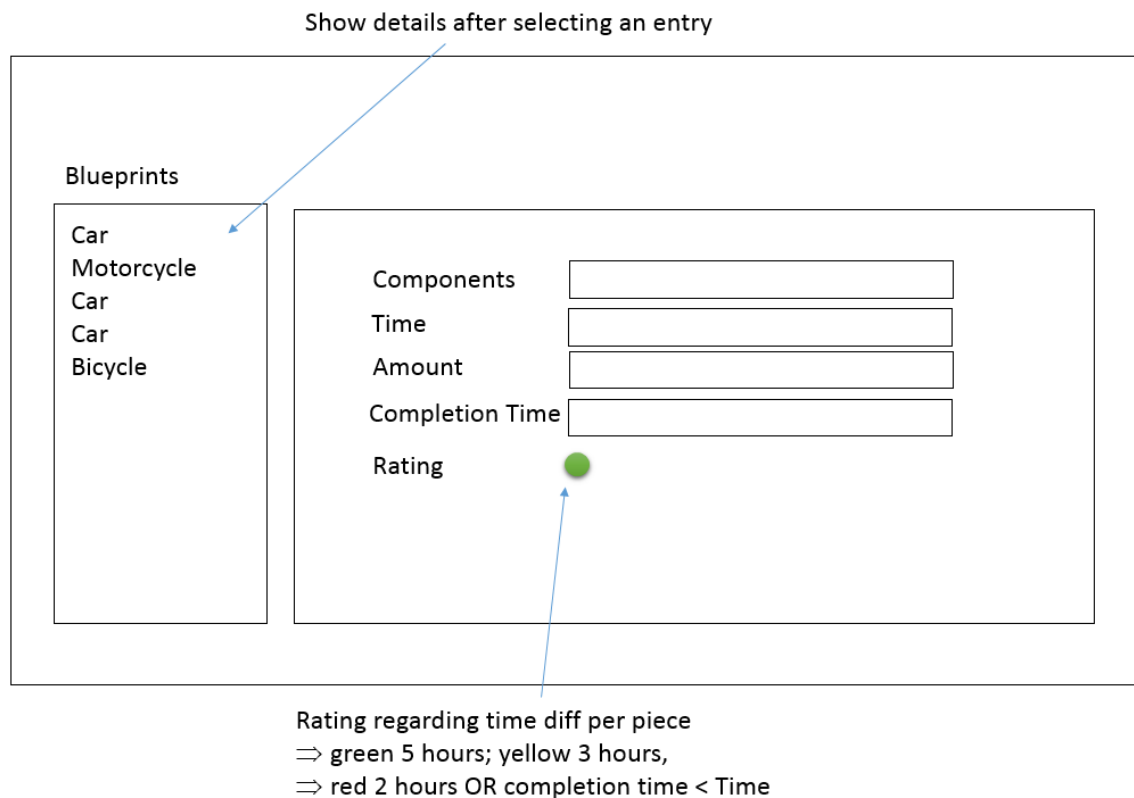 Show details after selecting an entry
Blueprints
Car
Motorcycle
Car
Car
Bicycle
Components
Time
Amount
Completion Time
Rating
Rating regarding time diff per piece
⇒ green 5 hours; yellow 3 hours,
⇒ red 2 hours OR completion time < Time